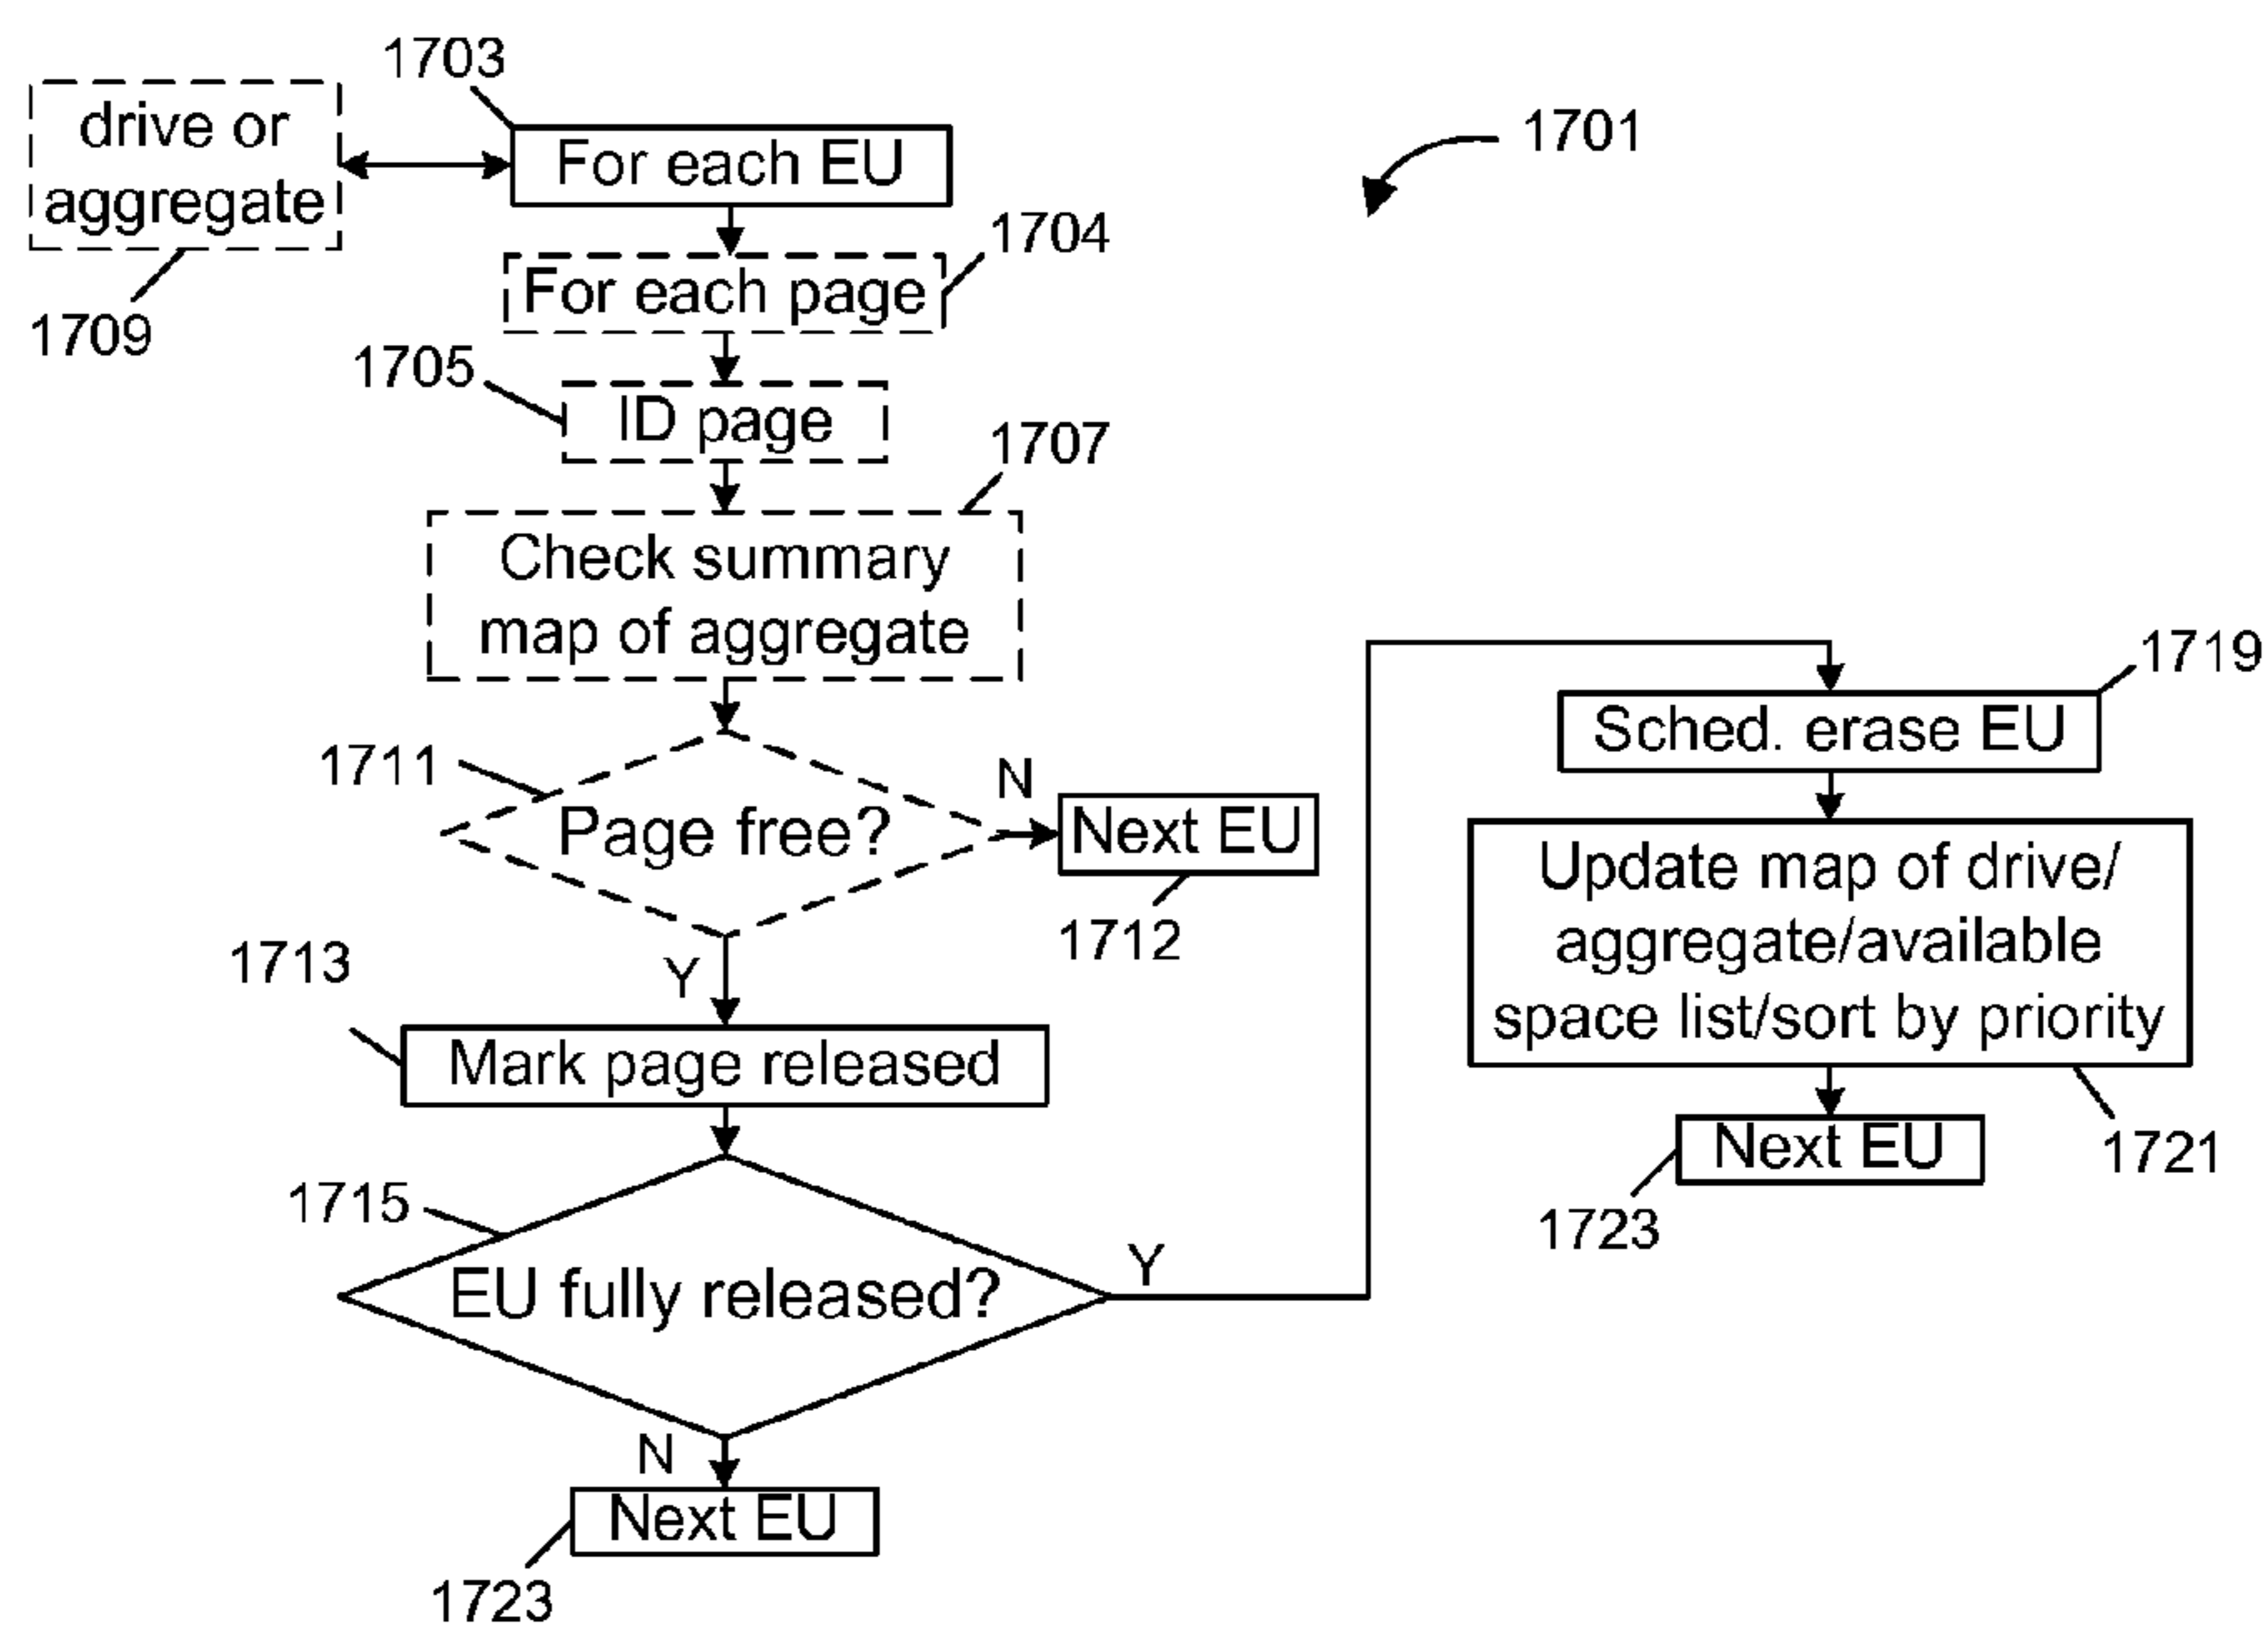 1703
drive or
aggregate
For each EU
1701
1704
For each page
1709
1705
ID page
1707
Check summary
map of aggregate
1711
Page free?
N
Next EU
1712
1713
Y
Mark page released
1715
EU fully released?
Y
N
Next EU
1723
1719
Sched. erase EU
Update map of drive/
aggregate/available
space list/sort by priority
1721
Next EU
1723